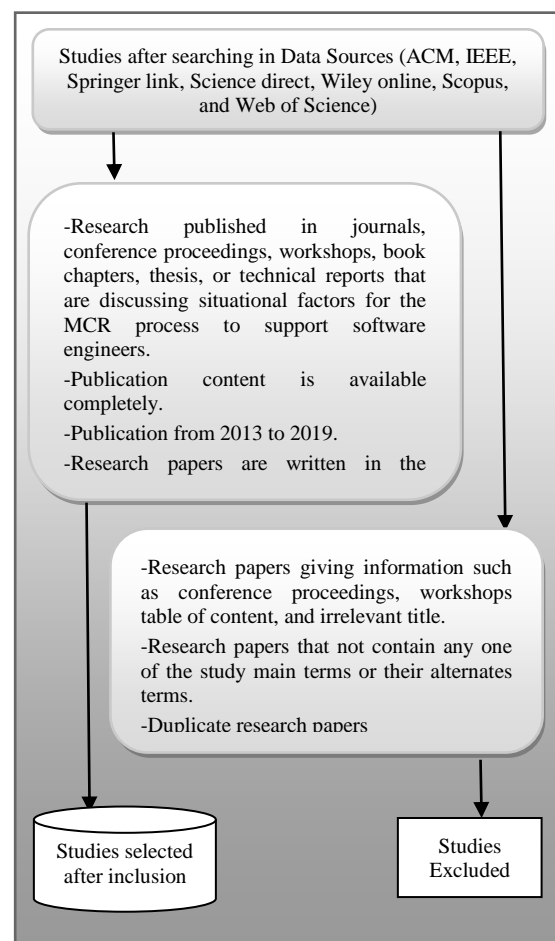 Studies after searching in Data Sources (ACM, IEEE,
Springer link, Science direct, Wiley online, Scopus,
and Web of Science)
-Research published in journals,
conference proceedings, workshops, book
chapters, thesis, or technical reports that
are discussing situational factors for the
MCR process to support software
engineers.
-Publication content is available
completely.
-Publication from 2013 to 2019.
-Research papers are written in the
-Research papers giving information such
as conference proceedings, workshops
table of content, and irrelevant title.
-Research papers that not contain any one
of the study main terms or their alternates
terms.
-Duplicate research papers
Studies selected
after inclusion
Studies
Excluded